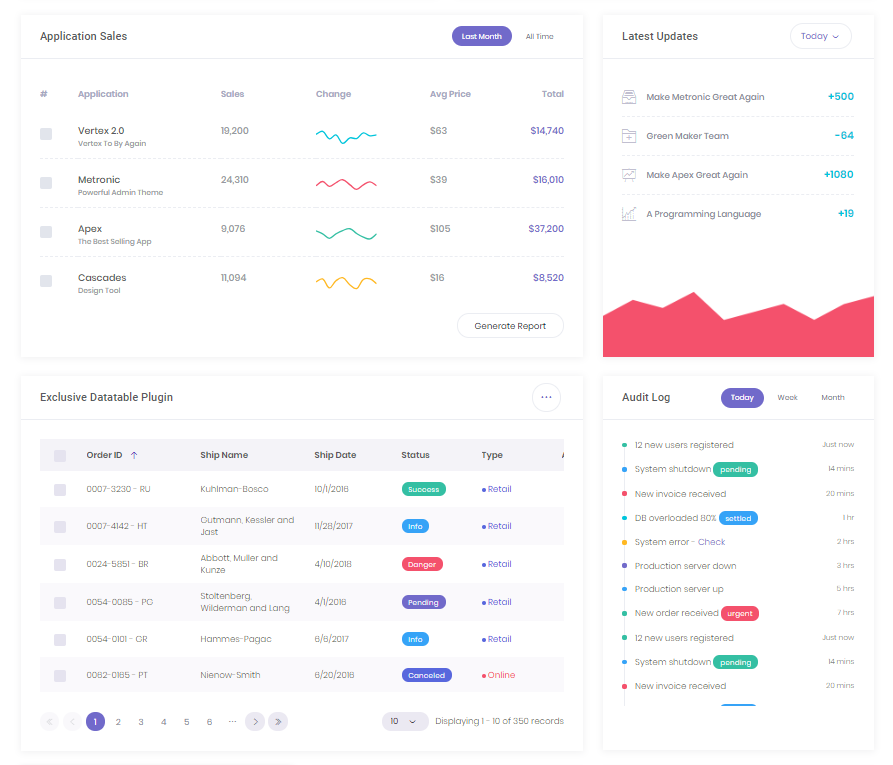 Application Sales
Last Month
All Time
# Application Sales Change Avg Price Total
Vertex 2.0 19,200 $63 $14,740
Vertex To By Again
Metronic 24,310 $39 $16,010
Powerful Admin Theme
Apex 9,076 $105 $37,200
The Best Selling App
Cascades 11,094 $16 $8,520
Design Tool
Generate Report
Latest Updates
Today
Make Metronic Great Again +500
Green Maker Team -64
Make Apex Great Again +1080
A Programming Language +19
Exclusive Datatable Plugin
Order ID Ship Name Ship Date Status Type
0007-3230 - RU Kuhlman-Bosco 10/1/2016 Success Retail
0007-4142 - HT Gutmann, Kessler and 11/28/2017 Info Retail
Jast
0024-5851 - BR Abbott, Muller and 4/10/2018 Danger Retail
Kunze
0054-0085 - PG Stoltenberg, 4/1/2016 Pending Retail
Wilderman and Lang
0054-0101 - GR Hammes-Pagac 6/6/2017 Info Retail
0062-0165 - PT Nienow-Smith 6/20/2016 Canceled Online
1 2 3 4 5 6 ...
10 Displaying 1 - 10 of 350 records
Audit Log
Today Week Month
12 new users registered Just now
System shutdown pending 14 mins
New invoice received 20 mins
DB overloaded 80% settled 1 hr
System error - Check 2 hrs
Production server down 3 hrs
Production server up 5 hrs
New order received urgent 7 hrs
12 new users registered Just now
System shutdown pending 14 mins
New invoice received 20 mins